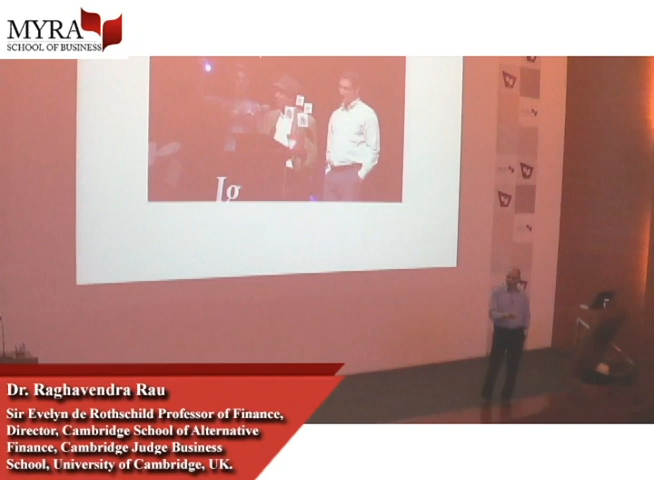 MYRA
SCHOOL OF BUSINESS
Ig
Dr. Raghavendra Rau
Sir Evelyn de Rothschild Professor of Finance,
Director, Cambridge School of Alternative
Finance, Cambridge Judge Business
School, University of Cambridge, UK.